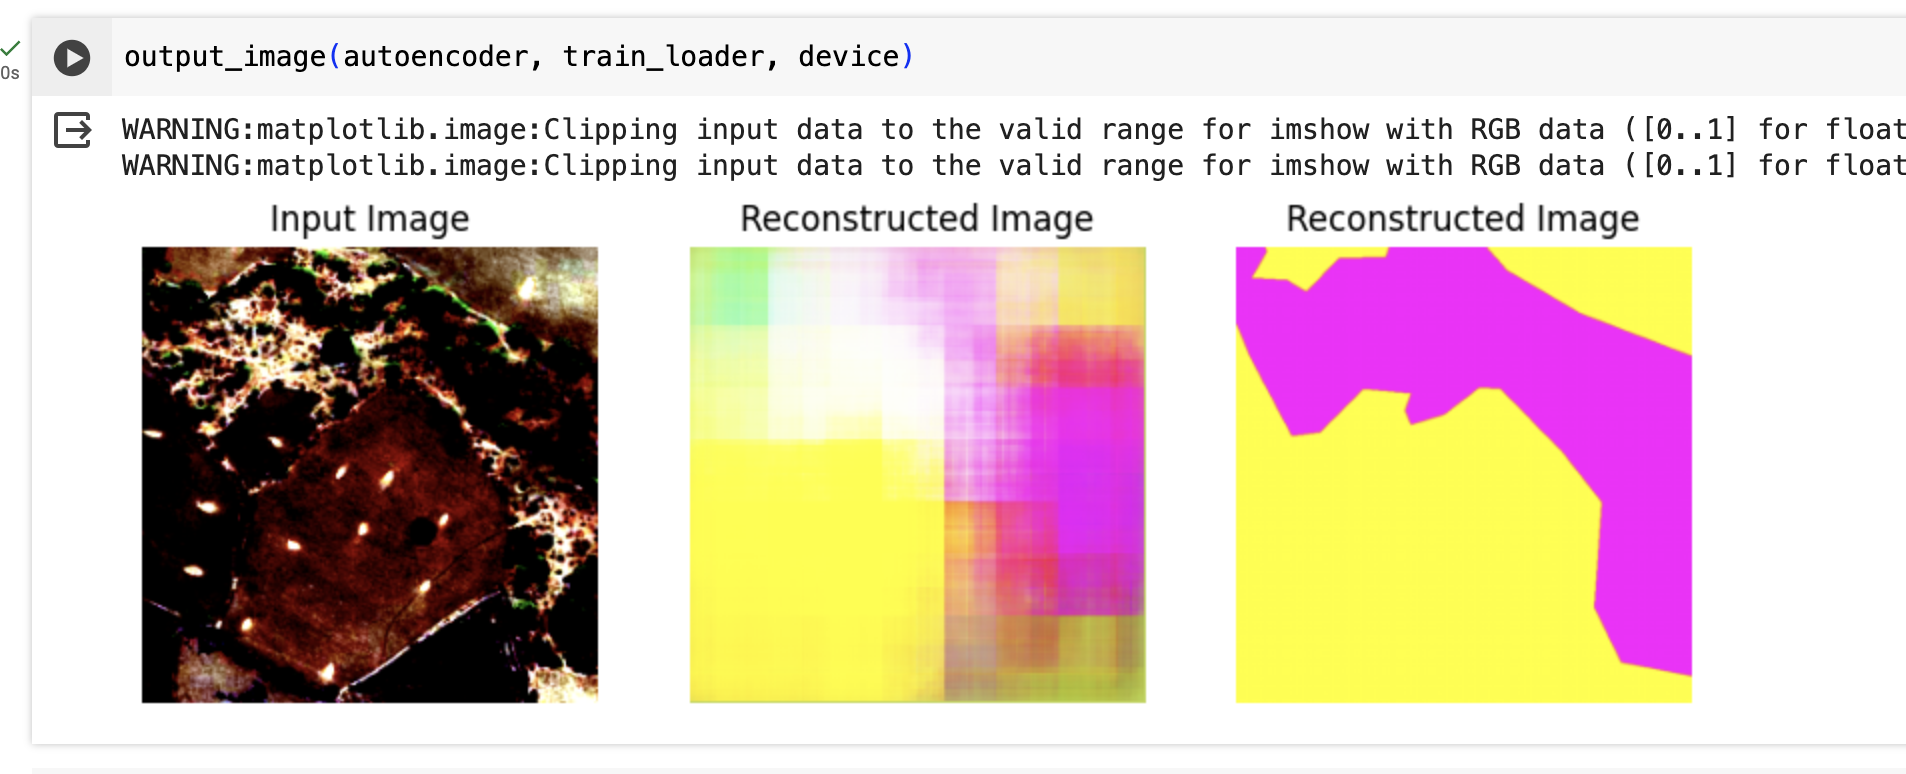 output_image(autoencoder, train_loader, device)
0s
WARNING:matplotlib.image:Clipping input data to the valid range for imshow with RGB data ([0..1] for float
WARNING:matplotlib.image:Clipping input data to the valid range for imshow with RGB data ([0..1] for float
Input Image
Reconstructed Image
Reconstructed Image